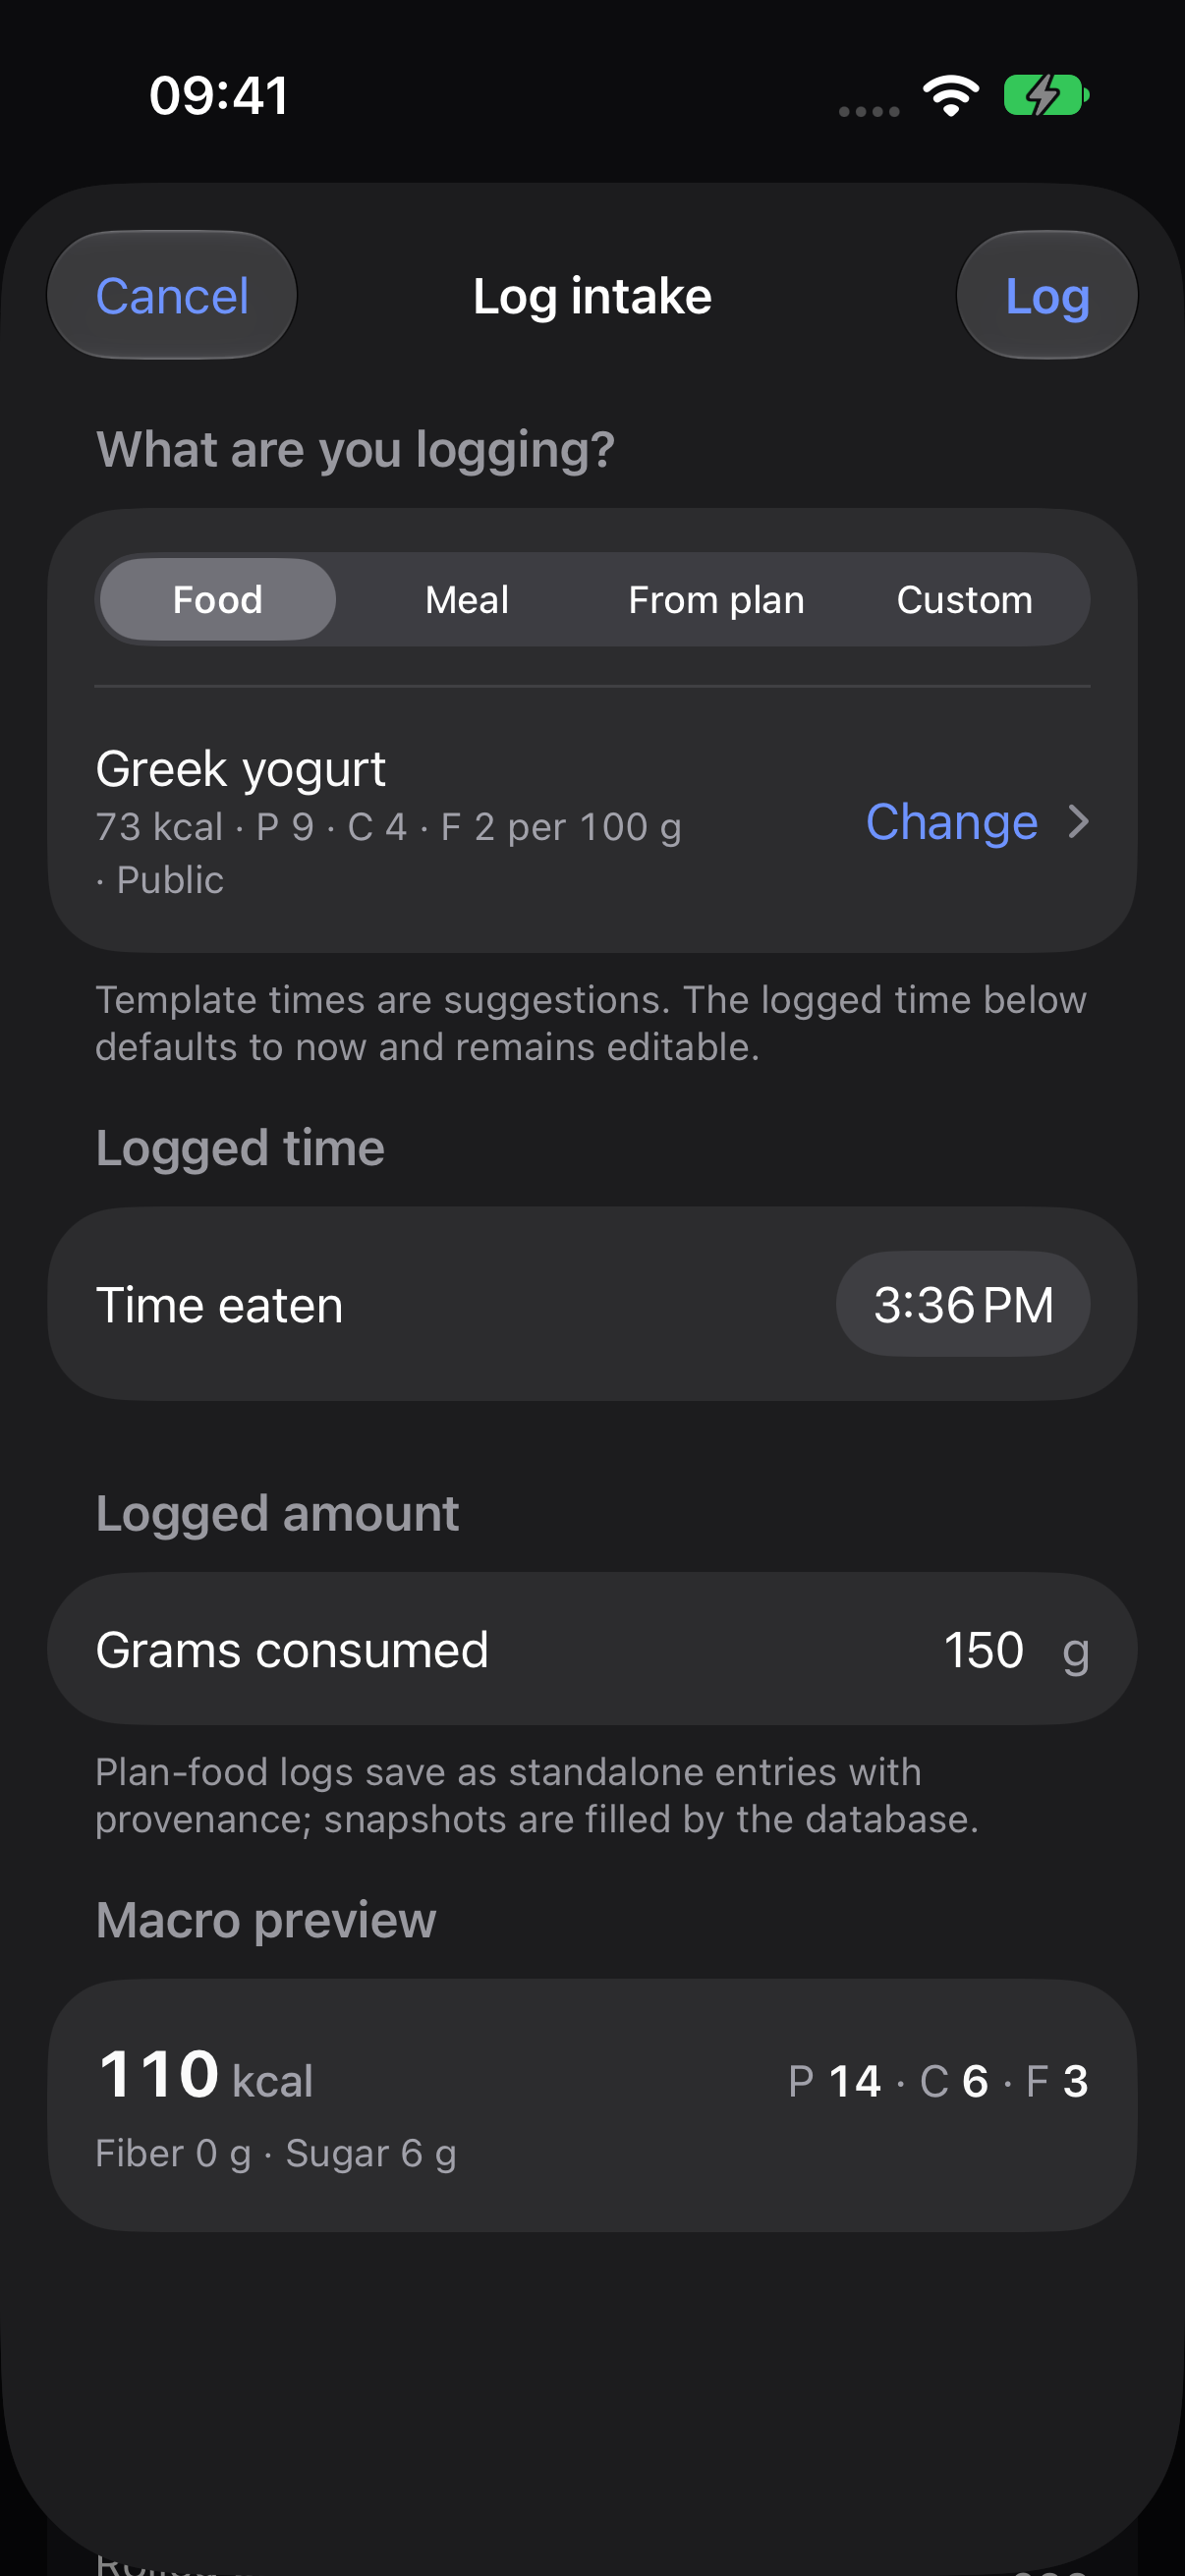 09:41
Cancel
Log intake
Log
What are you logging?
Food
Meal
From plan
Custom
Greek yogurt
73 kcal · P 9 · C 4 · F 2 per 100 g
· Public
Change
Template times are suggestions. The logged time below
defaults to now and remains editable.
Logged time
Time eaten
3:36 PM
Logged amount
Grams consumed
150 g
Plan-food logs save as standalone entries with
provenance; snapshots are filled by the database.
Macro preview
110 kcal
P 14 · C 6 · F 3
Fiber 0 g · Sugar 6 g